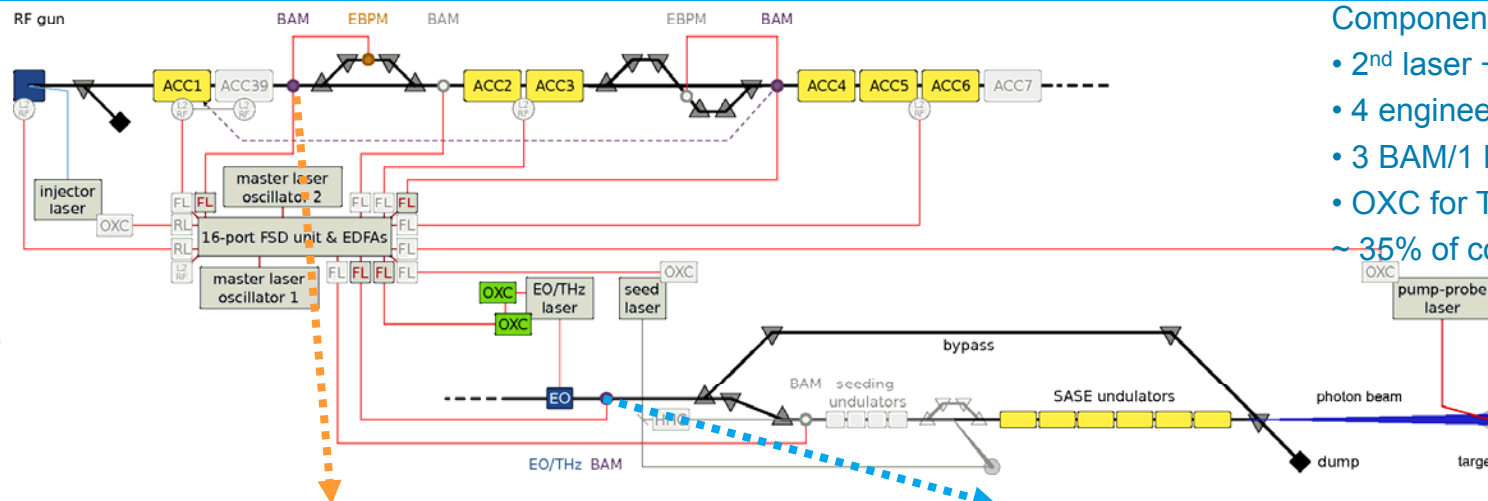 RF gun
BAM EBPM BAM EBPM BAM
ACC1 ACC39 ACC2 ACC3 ACC4 ACC5 ACC6 ACC7
L2 RF L2 RF L2 RF L2 RF L2 RF
injector laser
master laser oscillator 2
FL FL FL FL FL
OXC RL FL
16-port FSD unit & EDFAs
RL FL
L2 RF
master laser oscillator 1
FL FL FL FL
OXC
OXC
EO/THz laser
OXC
seed laser
OXC
pump-probe laser
bypass
EO
HHG
BAM seeding undulators
SASE undulators
photon beam
EO/THz BAM
dump
targe
Componen
• 2nd laser
• 4 enginee
• 3 BAM/1
• OXC for T
~ 35% of co